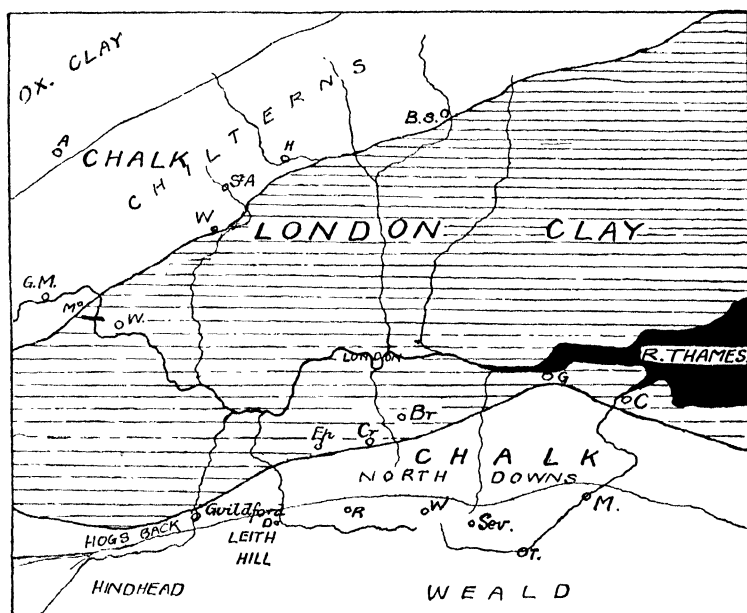 OX. CLAY
A
CHALK
CHILTERNS
B.S.
H
St A
W
LONDON CLAY
G.M.
Mo.
W.
LONDON
R. THAMES.
G
C
Br
Ep
Cr
CHALK
NORTH DOWNS
Guildford
HOGS BACK
D
R
W
Sev.
M.
T.
LEITH
HILL
HINDHEAD
WEALD